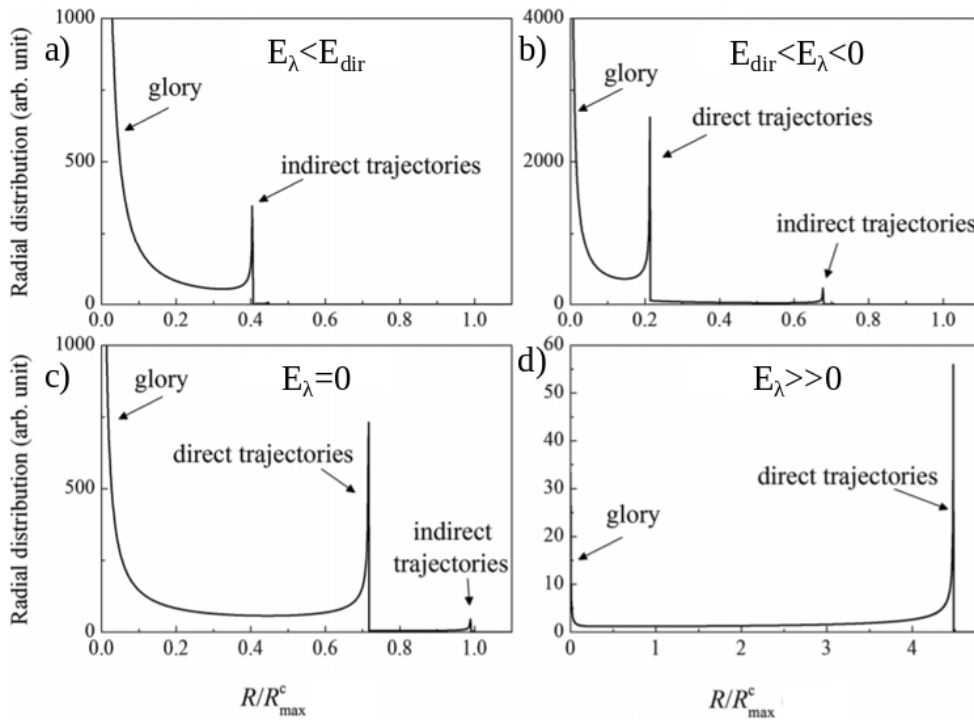 a) E_λ<E_dir
b) E_dir<E_λ<0
Radial distribution (arb. unit)
1000
500
0
glory
indirect trajectories
0.0 0.2 0.4 0.6 0.8 1.0
4000
2000
0
glory
direct trajectories
indirect trajectories
0.0 0.2 0.4 0.6 0.8 1.0
c) E_λ=0
d) E_λ>>0
Radial distribution (arb. unit)
1000
500
0
glory
direct trajectories
indirect
trajectories
0.0 0.2 0.4 0.6 0.8 1.0
R/R^c_max
60
50
40
30
20
10
0
glory
direct trajectories
0 1 2 3 4
R/R^c_max